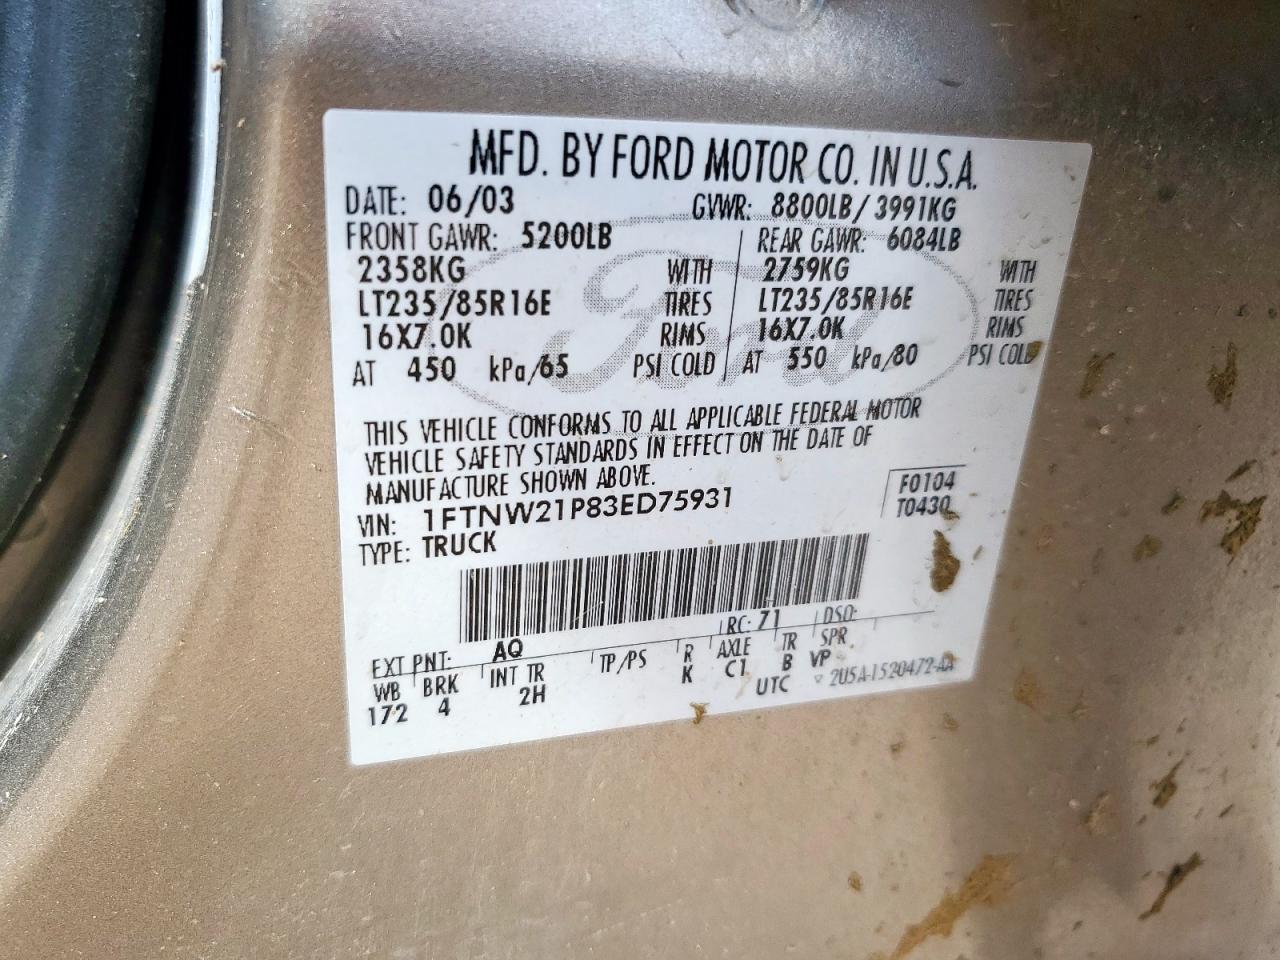 MFD. BY FORD MOTOR CO. IN U.S.A.
DATE: 06/03 GVWR: 8800LB / 3991KG
FRONT GAWR: 5200LB REAR GAWR: 6084LB
2358KG WITH 2759KG WITH
LT235/85R16E TIRES LT235/85R16E TIRES
16X7.0K RIMS 16X7.0K RIMS
AT 450 kPa/65 PSI COLD AT 550 kPa/80 PSI COLD
Ford
THIS VEHICLE CONFORMS TO ALL APPLICABLE FEDERAL MOTOR
VEHICLE SAFETY STANDARDS IN EFFECT ON THE DATE OF
MANUFACTURE SHOWN ABOVE.
F0104
VIN: 1FTNW21P83ED75931
T0430
TYPE: TRUCK
EXT PNT: AQ RC: 71 DSO:
WB BRK INT TR TP/PS R AXLE TR SPR
172 4 2H K C1 B VP
UTC ▽ 2U5A-1520472-AA